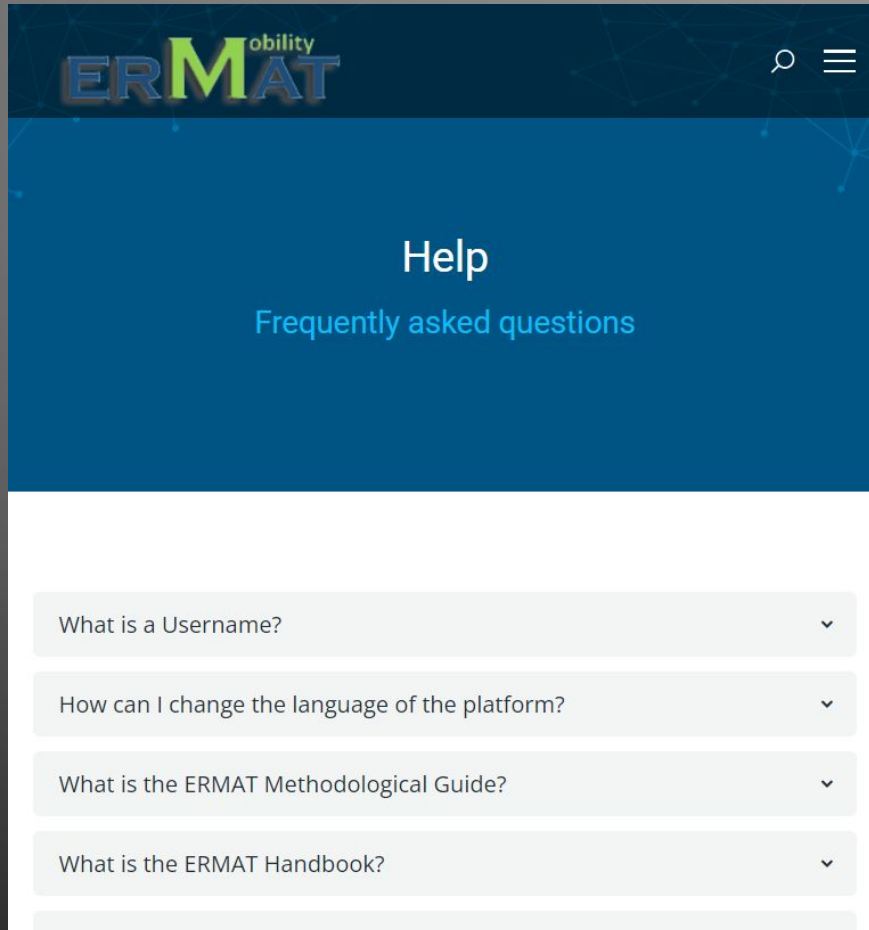 ERMAT
obility
Help
Frequently asked questions
What is a Username?
How can I change the language of the platform?
What is the ERMAT Methodological Guide?
What is the ERMAT Handbook?